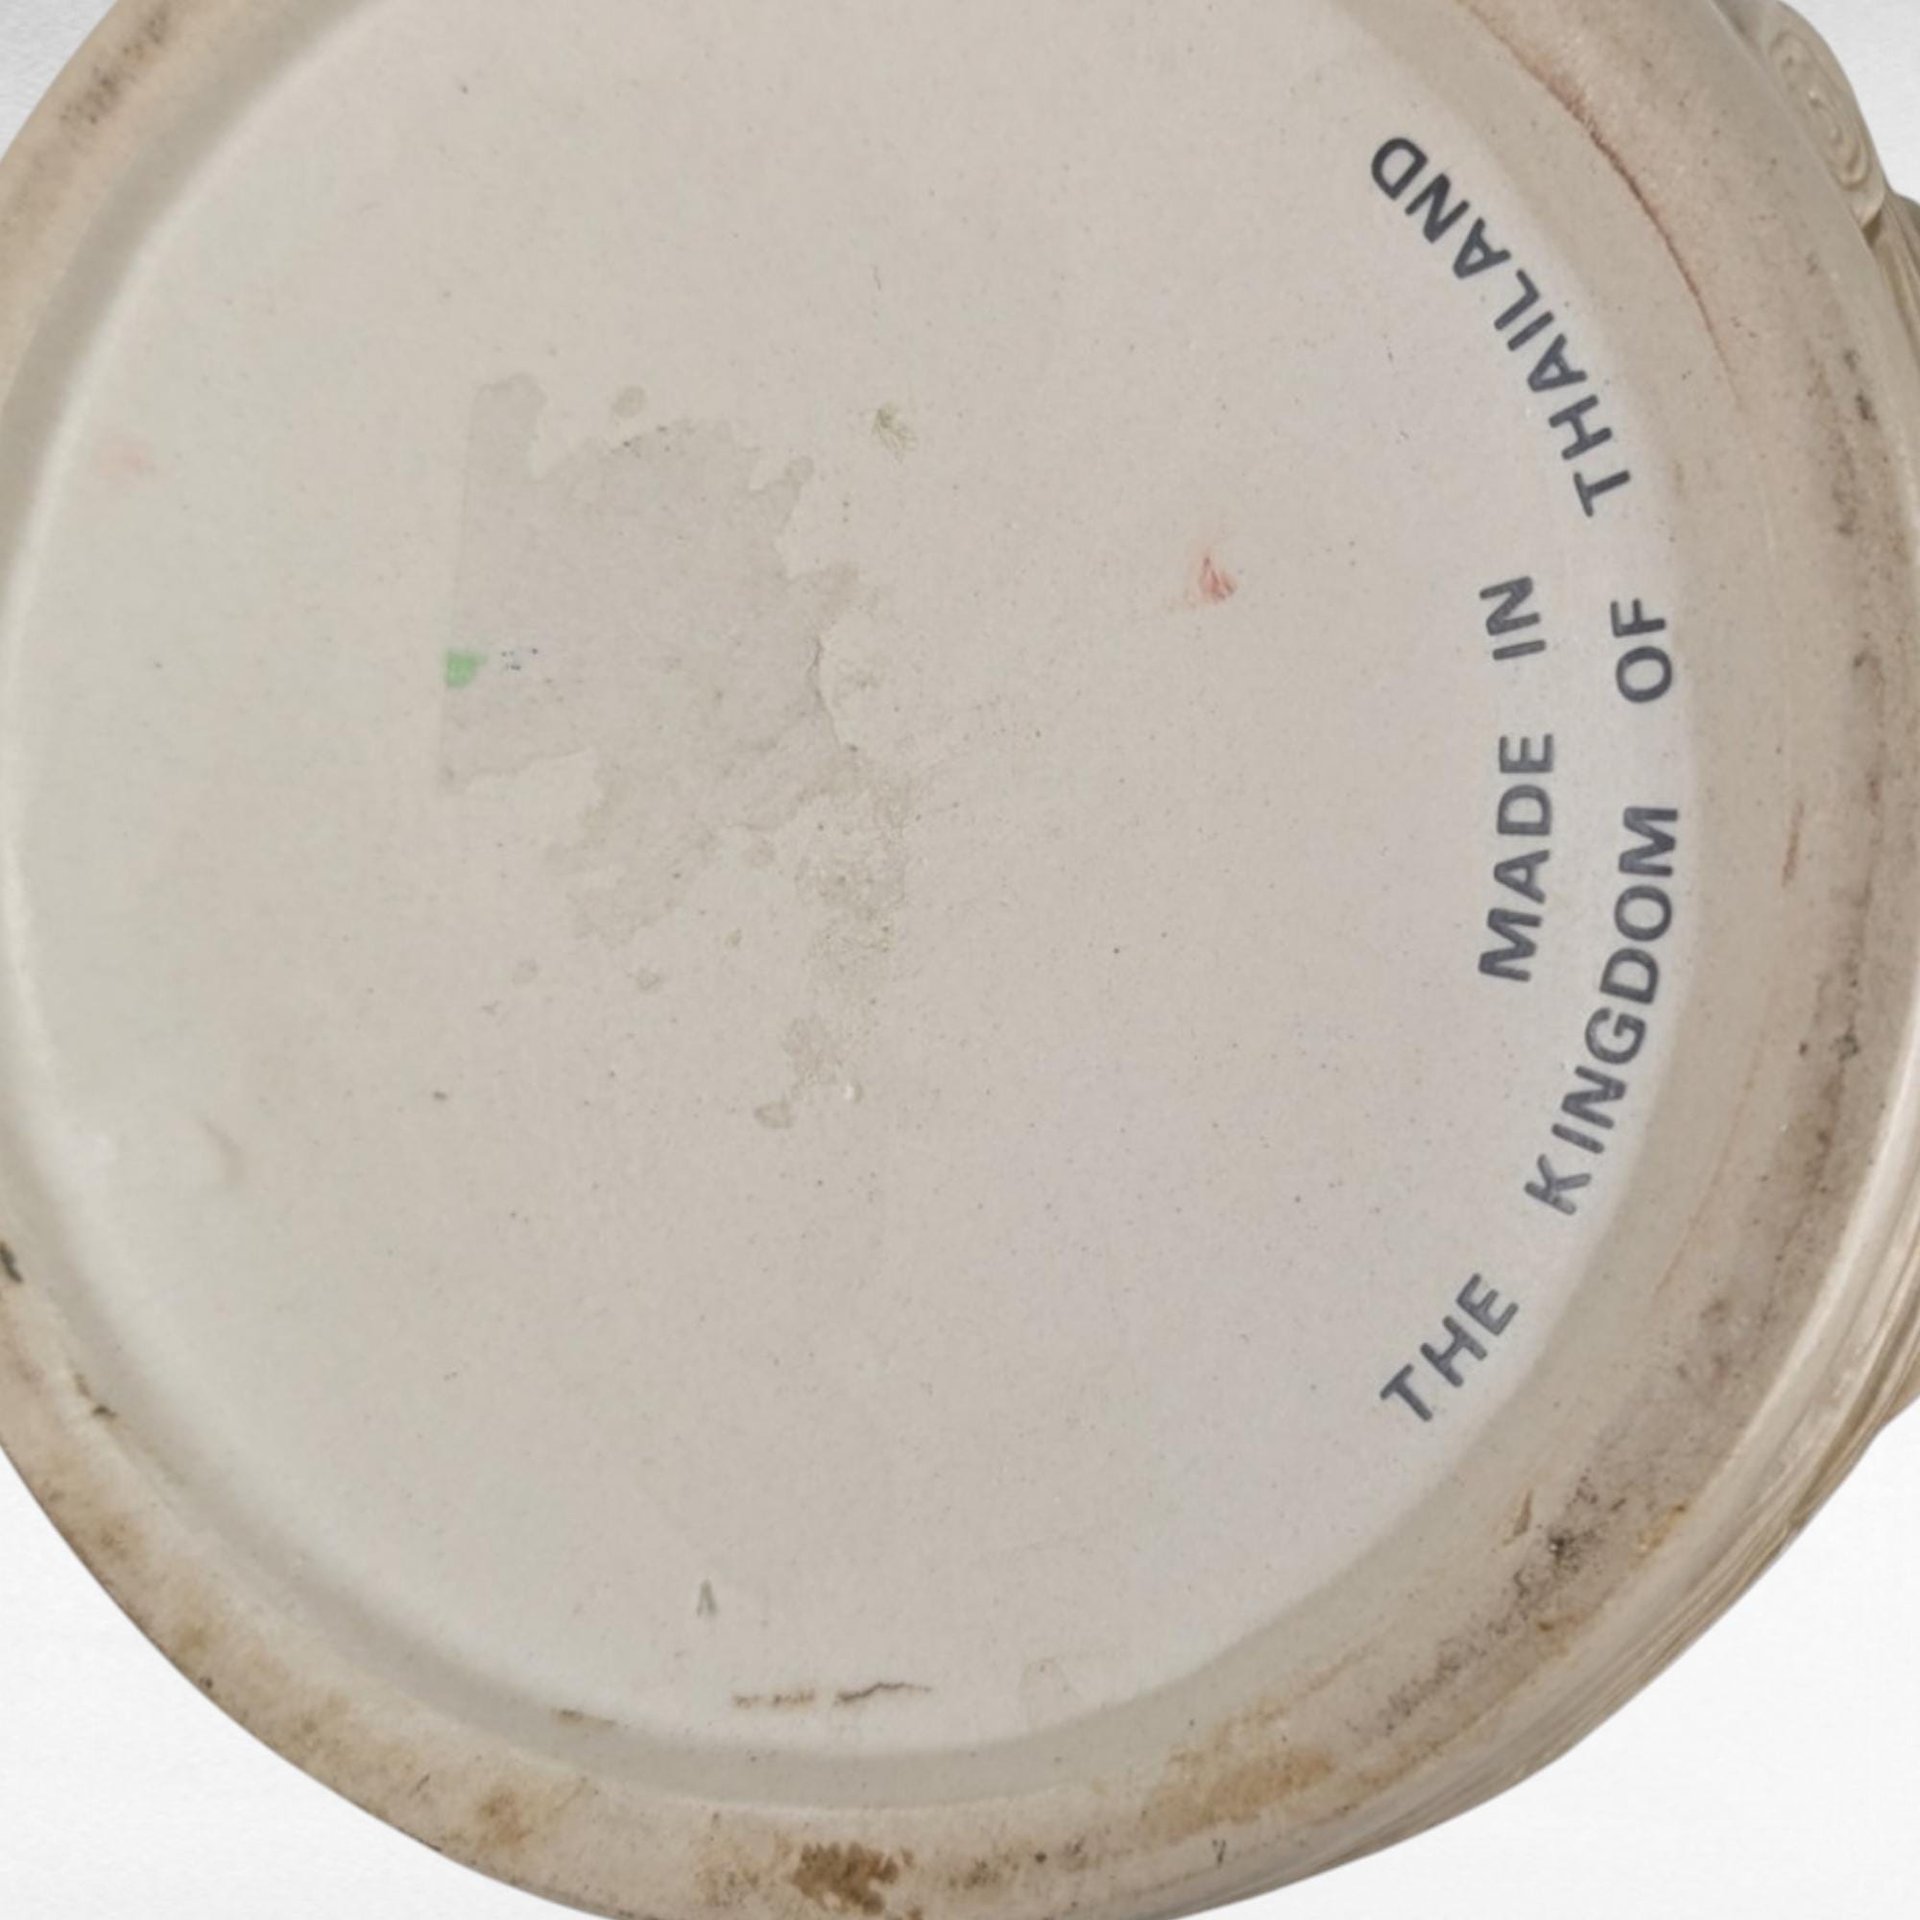 MADE IN
THE KINGDOM OF THAILAND